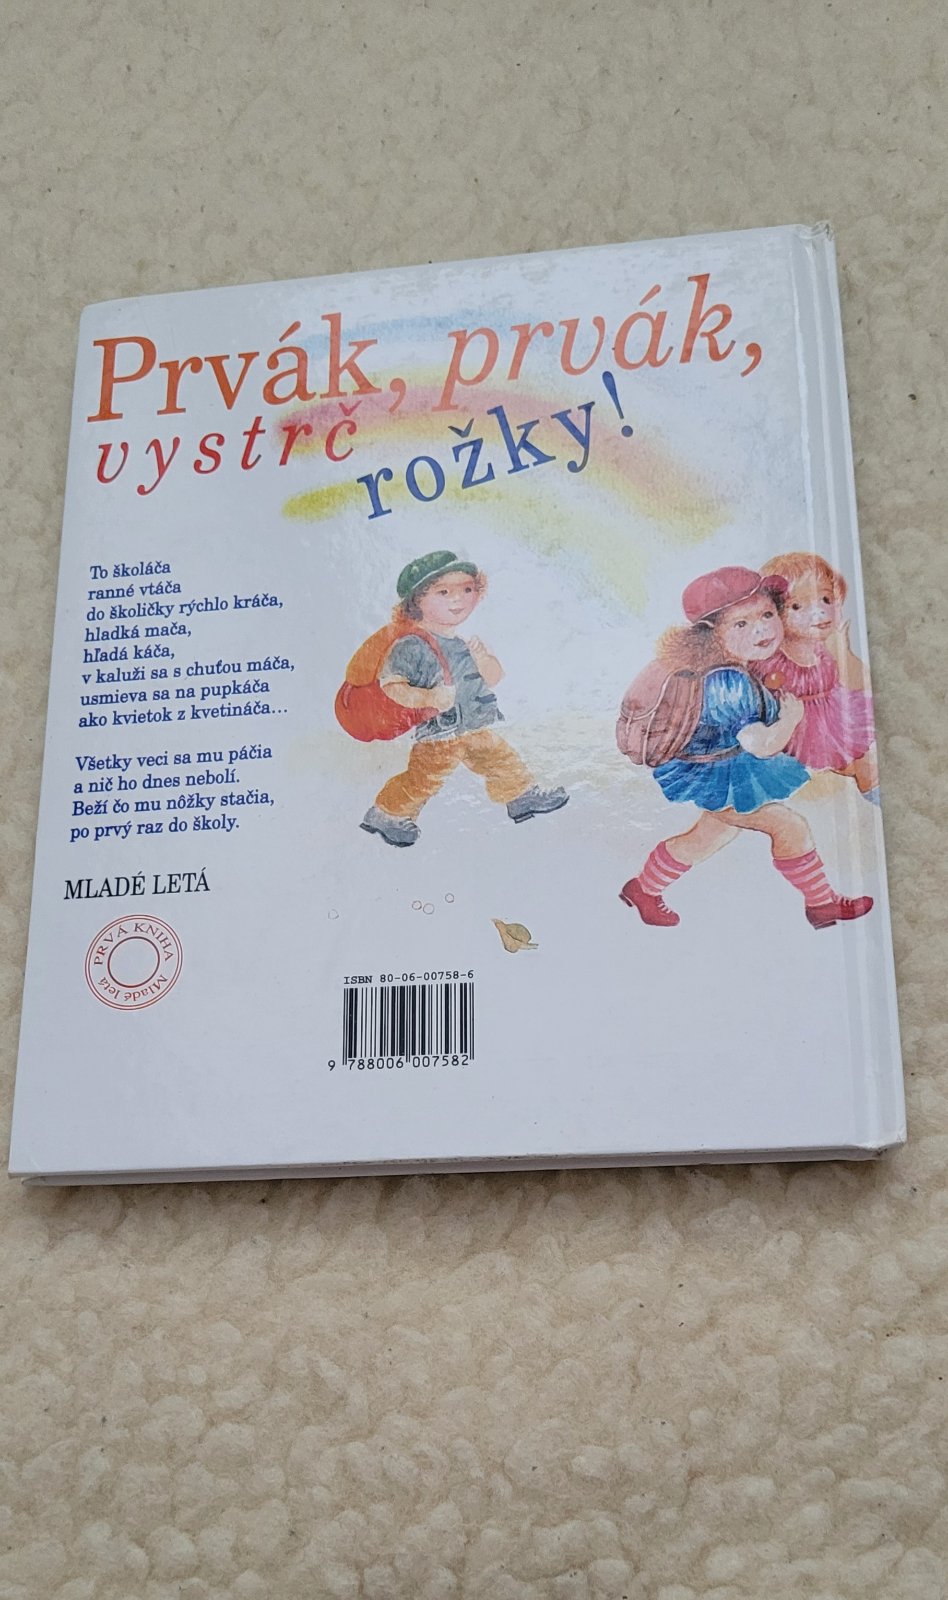 Prvák, prvák,
vystrč
rožky!
To školáča
ranné vtáča
do školičky rýchlo kráča,
hladká mača,
hľadá káča,
v kaluži sa s chuťou máča,
usmieva sa na pupkáča
ako kvietok z kvetináča...
Všetky veci sa mu páčia
a nič ho dnes nebolí.
Beží čo mu nôžky stačia,
po prvý raz do školy.
MLADÉ LETÁ
PRVÁ KNIHA
Mladé letá
ISBN 80-06-00758-6
9 788006 007582